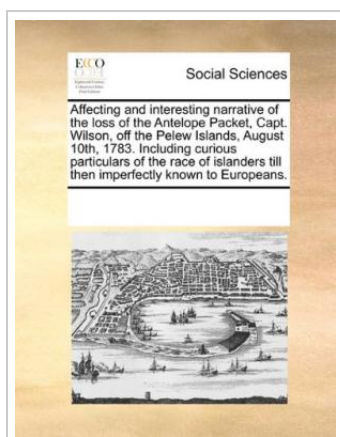 ECCO
Social Sciences
Affecting and interesting narrative of
the loss of the Antelope Packet, Capt.
Wilson, off the Pelew Islands, August
10th, 1783. Including curious
particulars of the race of islanders till
then imperfectly known to Europeans.